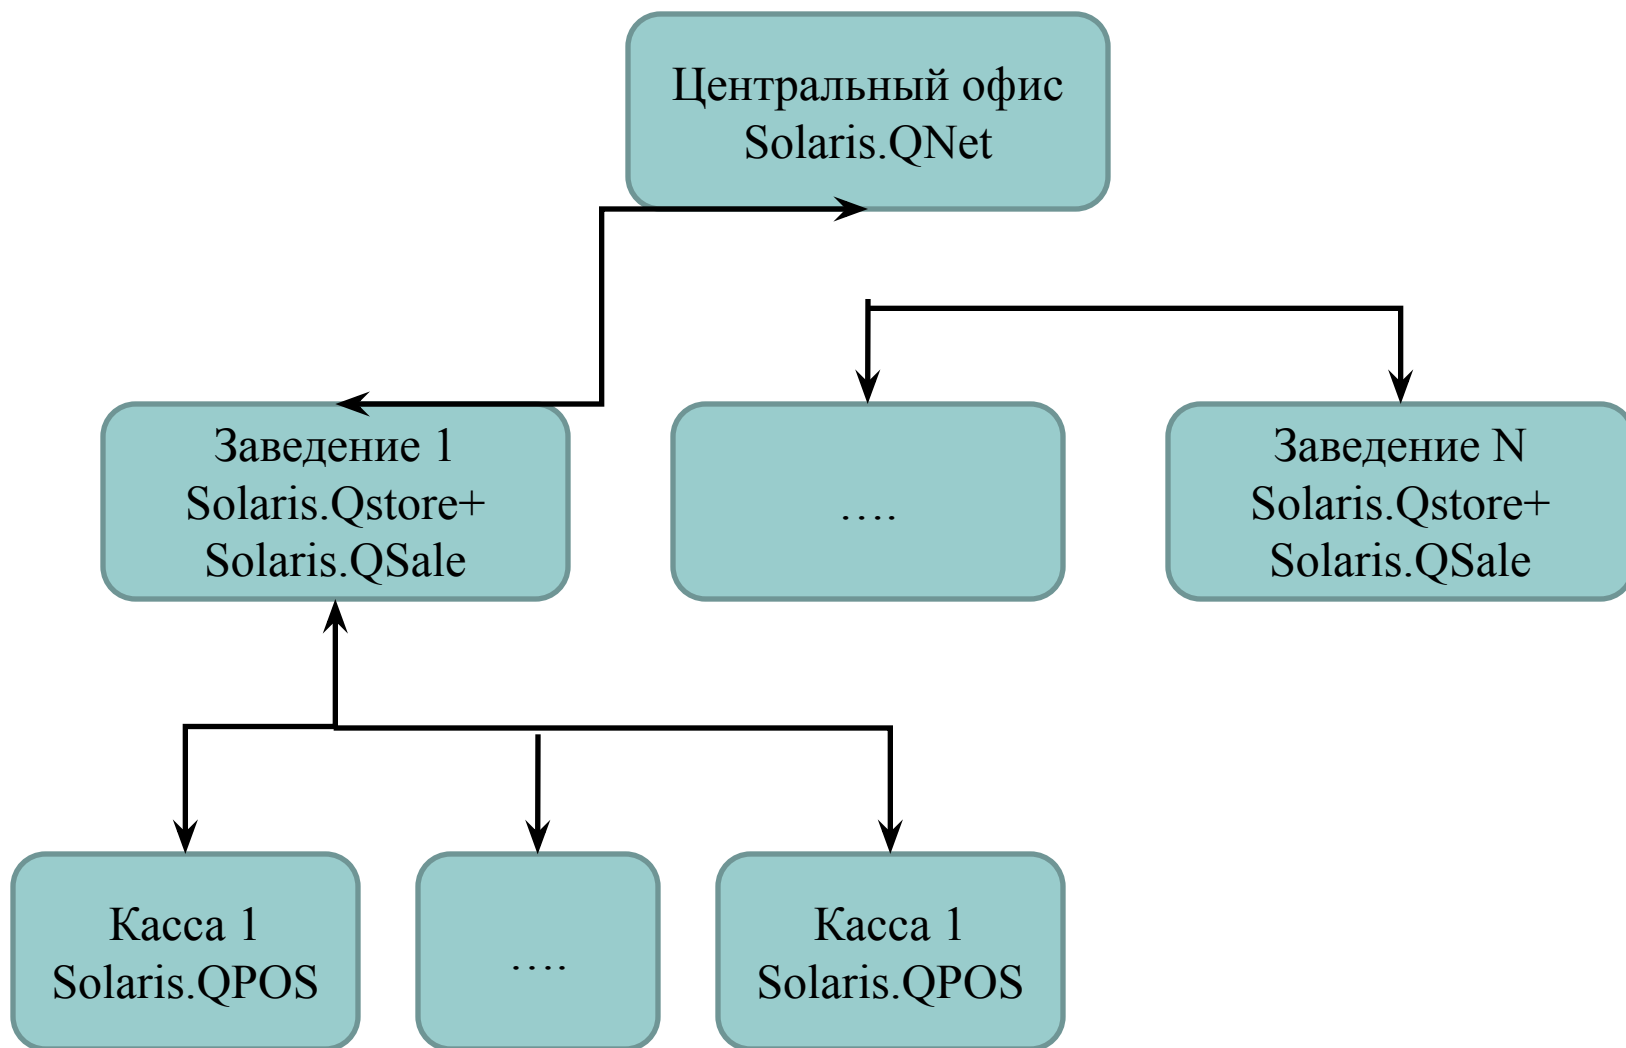 Центральный офис
Solaris.QNet
Заведение 1
Solaris.Qstore+
Solaris.QSale
….
Заведение N
Solaris.Qstore+
Solaris.QSale
Касса 1
Solaris.QPOS
….
Касса 1
Solaris.QPOS